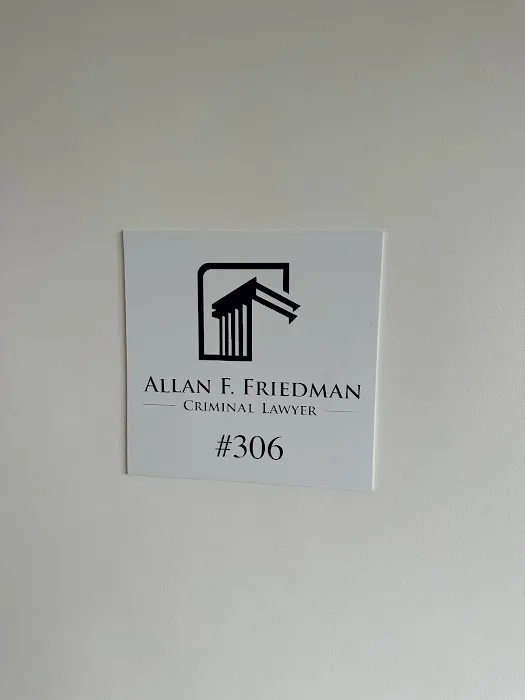 ALLAN F. FRIEDMAN
CRIMINAL LAWYER
#306